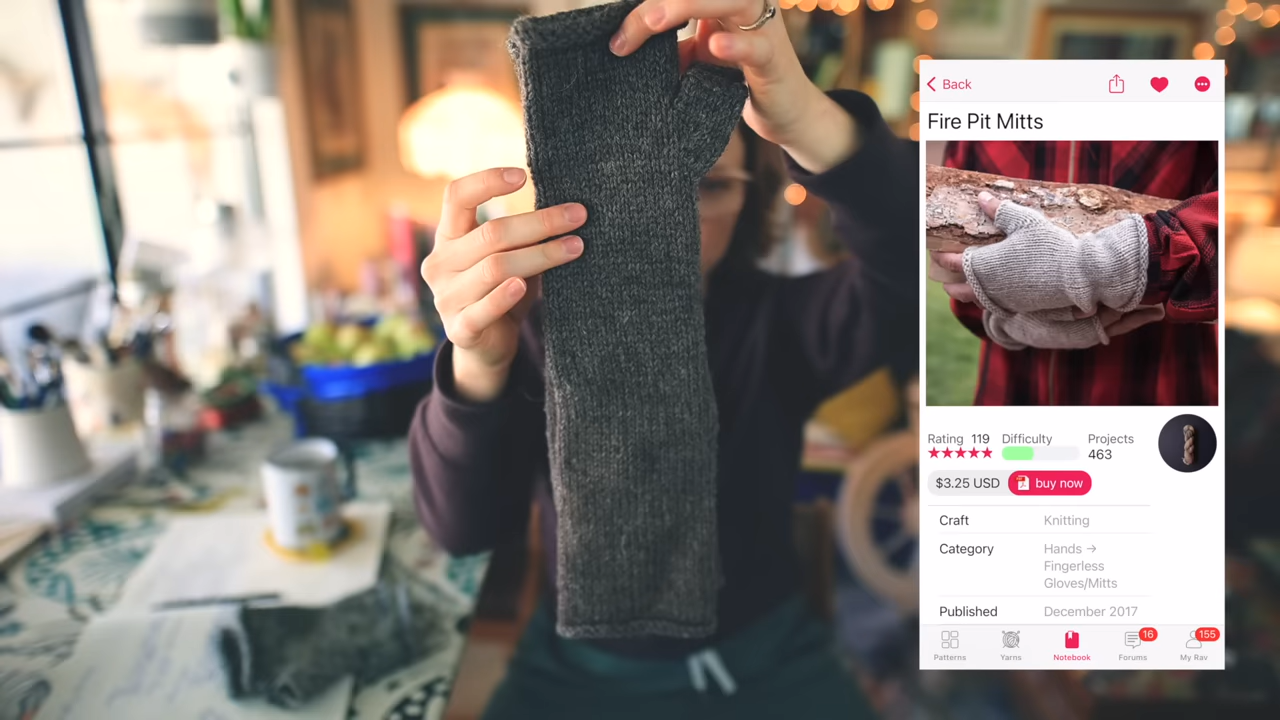 Back
Fire Pit Mitts
Rating 119 Difficulty Projects
463
$3.25 USD buy now
Craft Knitting
Category Hands →
Fingerless
Gloves/Mitts
Published December 2017
16 155
Patterns Yarns Notebook Forums My Rav